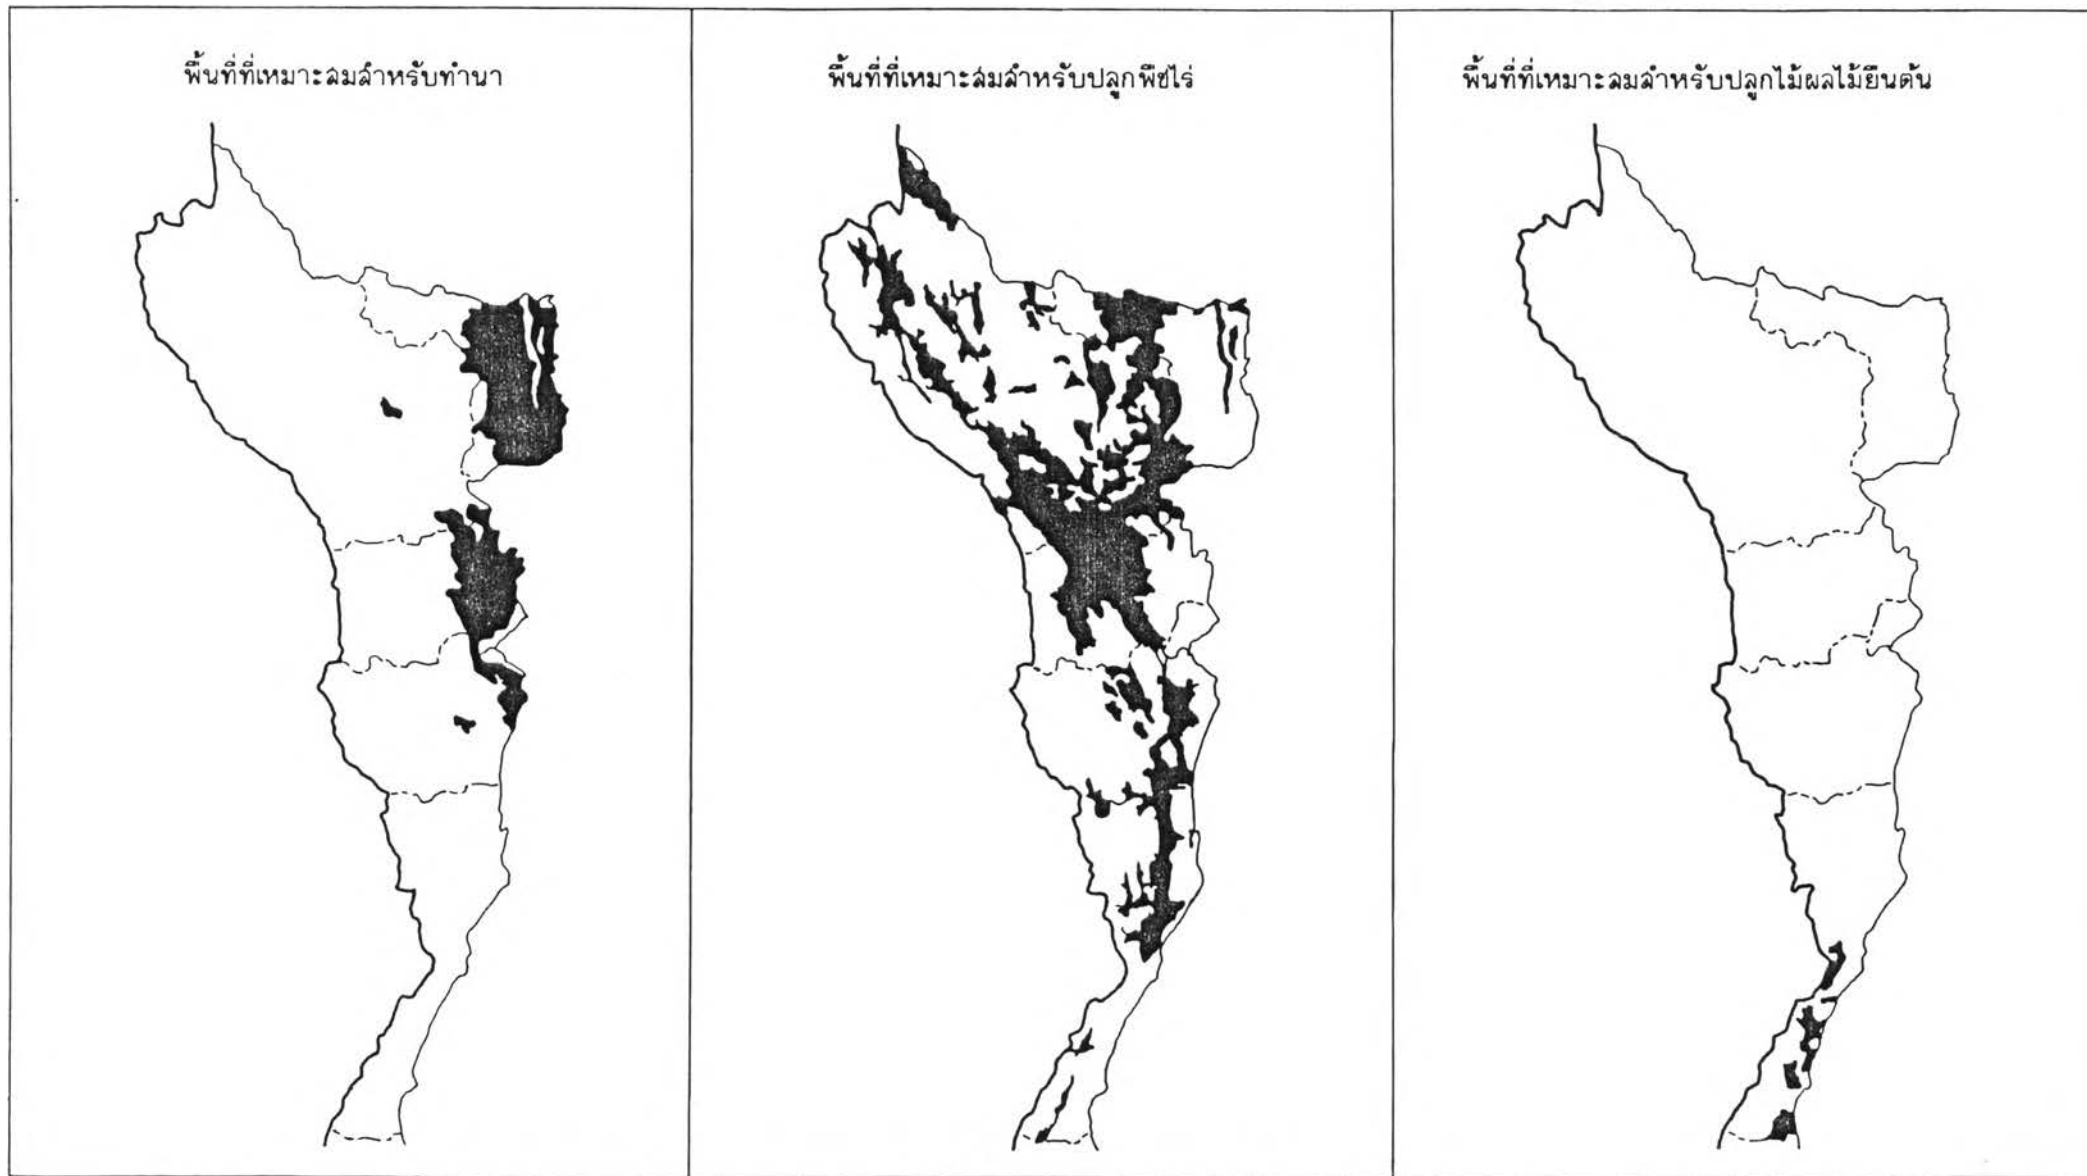 พื้นที่ที่เหมาะสมสำหรับทำนา
พื้นที่ที่เหมาะสมสำหรับปลูกพืชไร่
พื้นที่ที่เหมาะสมสำหรับปลูกไม้ผลไม้ยืนต้น